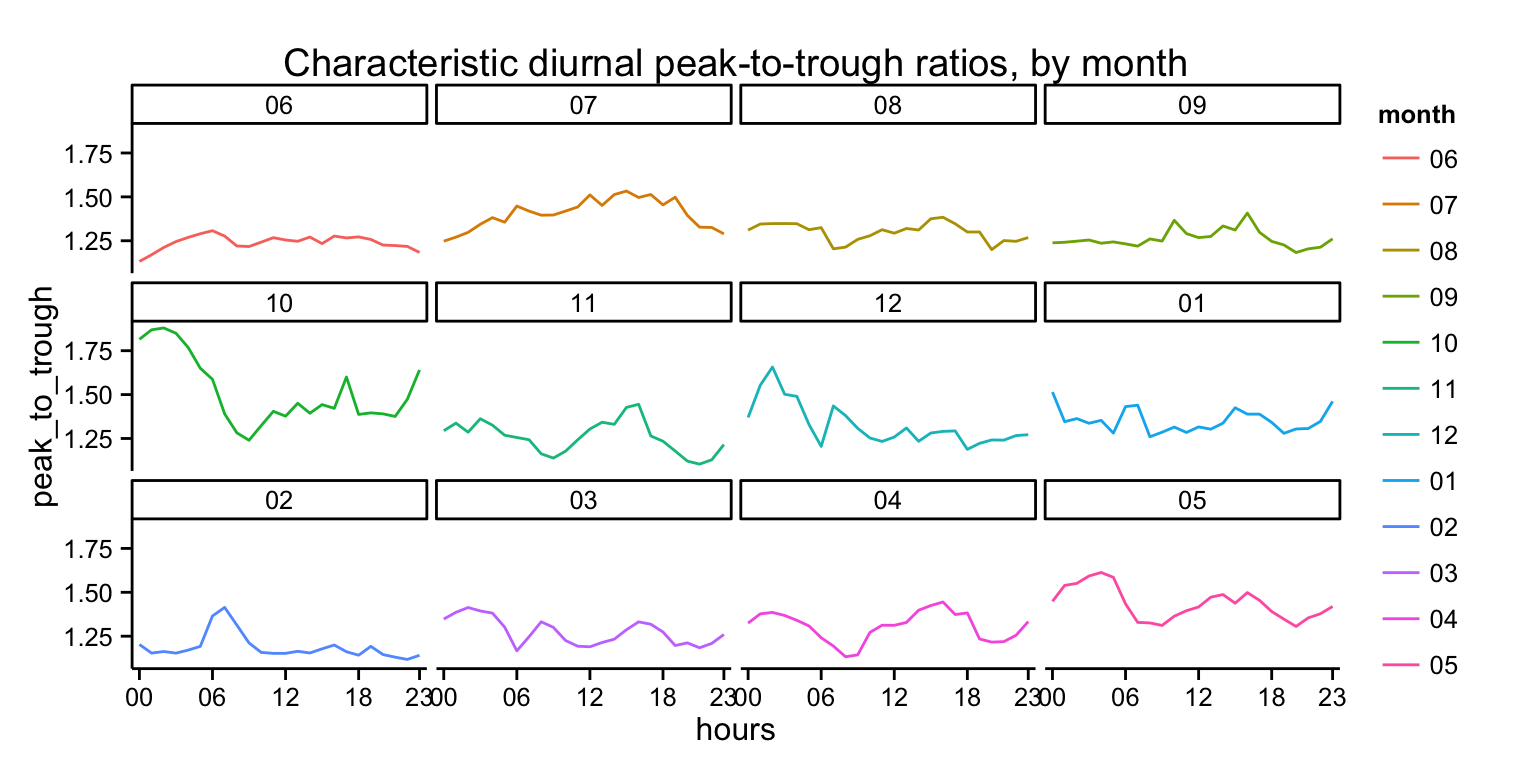 Characteristic diurnal peak-to-trough ratios, by month
06 07 08 09
1.75
1.50
1.25
10 11 12 01
1.75
1.50
1.25
02 03 04 05
1.75
1.50
1.25
00 06 12 18 23 00 06 12 18 23 00 06 12 18 23 00 06 12 18 23
hours
peak_to_trough
month
06
07
08
09
10
11
12
01
02
03
04
05